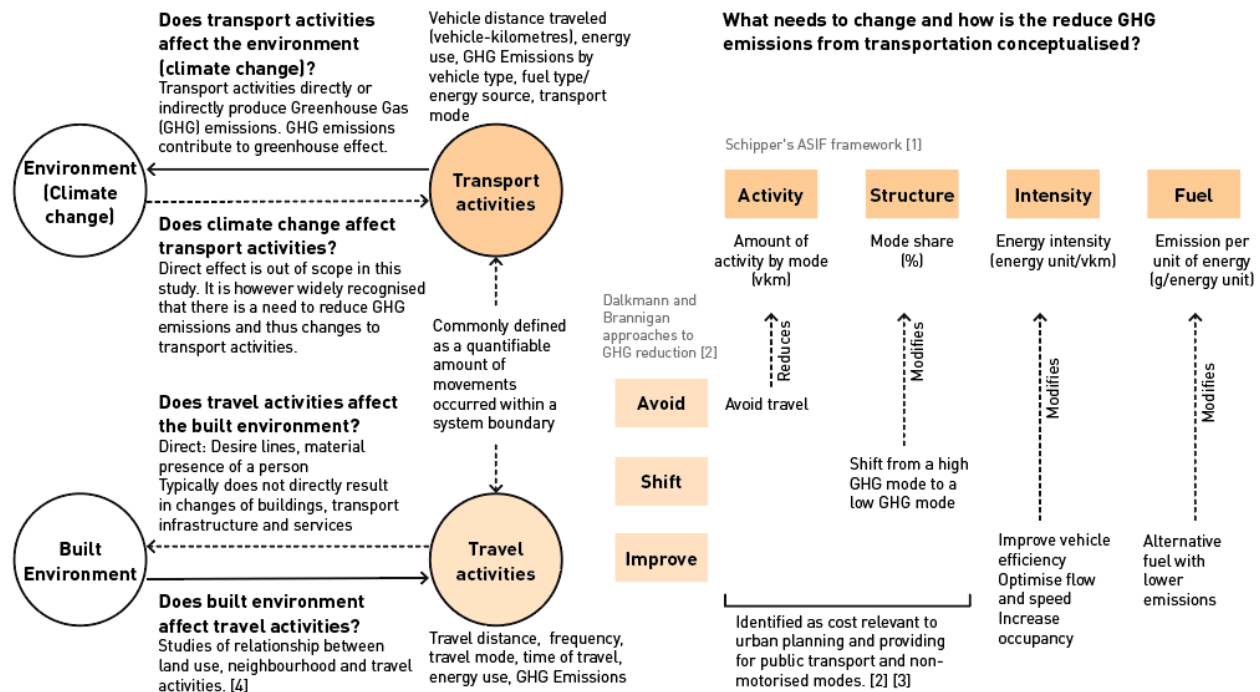 Does transport activities
affect the environment
(climate change)?
Transport activities directly or
indirectly produce Greenhouse Gas
(GHG) emissions. GHG emissions
contribute to greenhouse effect.
Vehicle distance traveled
(vehicle-kilometres), energy
use, GHG Emissions by
vehicle type, fuel type/
energy source, transport
mode
Environment
(Climate
change)
Transport
activities
Does climate change affect
transport activities?
Direct effect is out of scope in this
study. It is however widely recognised
that there is a need to reduce GHG
emissions and thus changes to
transport activities.
Commonly defined
as a quantifiable
amount of
movements
occurred within a
system boundary
Does travel activities affect
the built environment?
Direct: Desire lines, material
presence of a person
Typically does not directly result
in changes of buildings, transport
infrastructure and services
Built
Environment
Travel
activities
Does built environment
affect travel activities?
Studies of relationship between
land use, neighbourhood and travel
activities. [4]
Travel distance, frequency,
travel mode, time of travel,
energy use, GHG Emissions
What needs to change and how is the reduce GHG
emissions from transportation conceptualised?
Schipper's ASIF framework [1]
Activity
Structure
Intensity
Fuel
Amount of
activity by mode
(vkm)
Mode share
(%)
Energy intensity
(energy unit/vkm)
Emission per
unit of energy
(g/energy unit)
Dalkmann and
Brannigan
approaches to
GHG reduction [2]
Reduces
Modifies
Modifies
Modifies
Avoid
Avoid travel
Shift
Shift from a high
GHG mode to a
low GHG mode
Improve
Improve vehicle
efficiency
Optimise flow
and speed
Increase
occupancy
Alternative
fuel with
lower
emissions
Identified as cost relevant to
urban planning and providing
for public transport and non-
motorised modes. [2] [3]